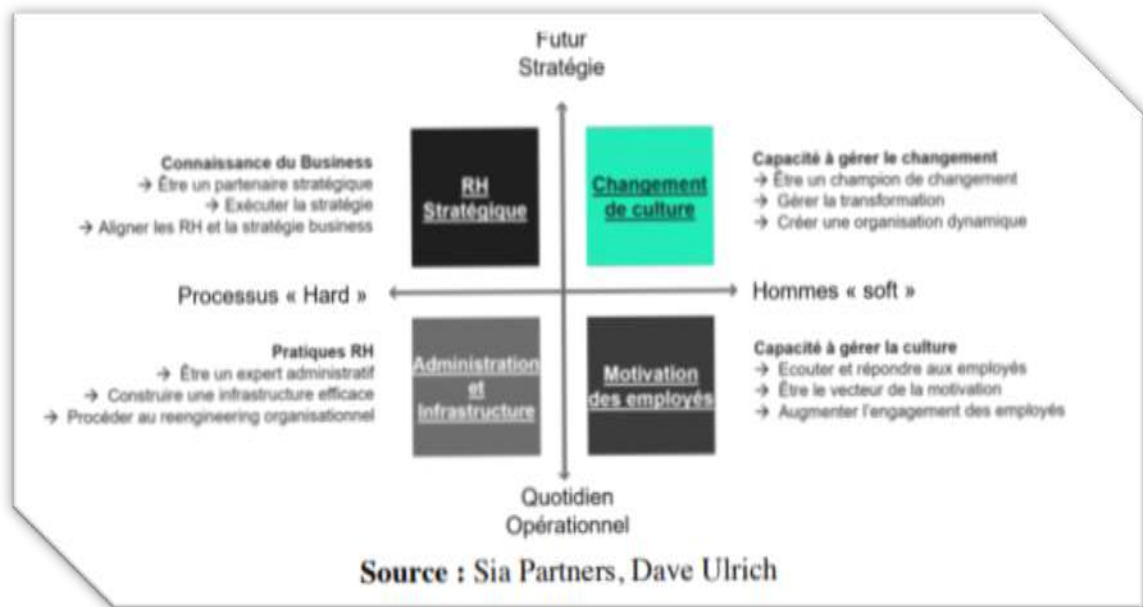 Futur
Stratégie
Connaissance du Business
→ Être un partenaire stratégique
→ Exécuter la stratégie
→ Aligner les RH et la stratégie business
RH
Stratégique
Changement
de culture
Capacité à gérer le changement
→ Être un champion de changement
→ Gérer la transformation
→ Créer une organisation dynamique
Processus « Hard »
Hommes « soft »
Pratiques RH
→ Être un expert administratif
→ Construire une infrastructure efficace
→ Procéder au reengineering organisationnel
Administration
et
Infrastructure
Motivation
des employés
Capacité à gérer la culture
→ Ecouter et répondre aux employés
→ Être le vecteur de la motivation
→ Augmenter l'engagement des employés
Quotidien
Opérationnel
Source : Sia Partners, Dave Ulrich